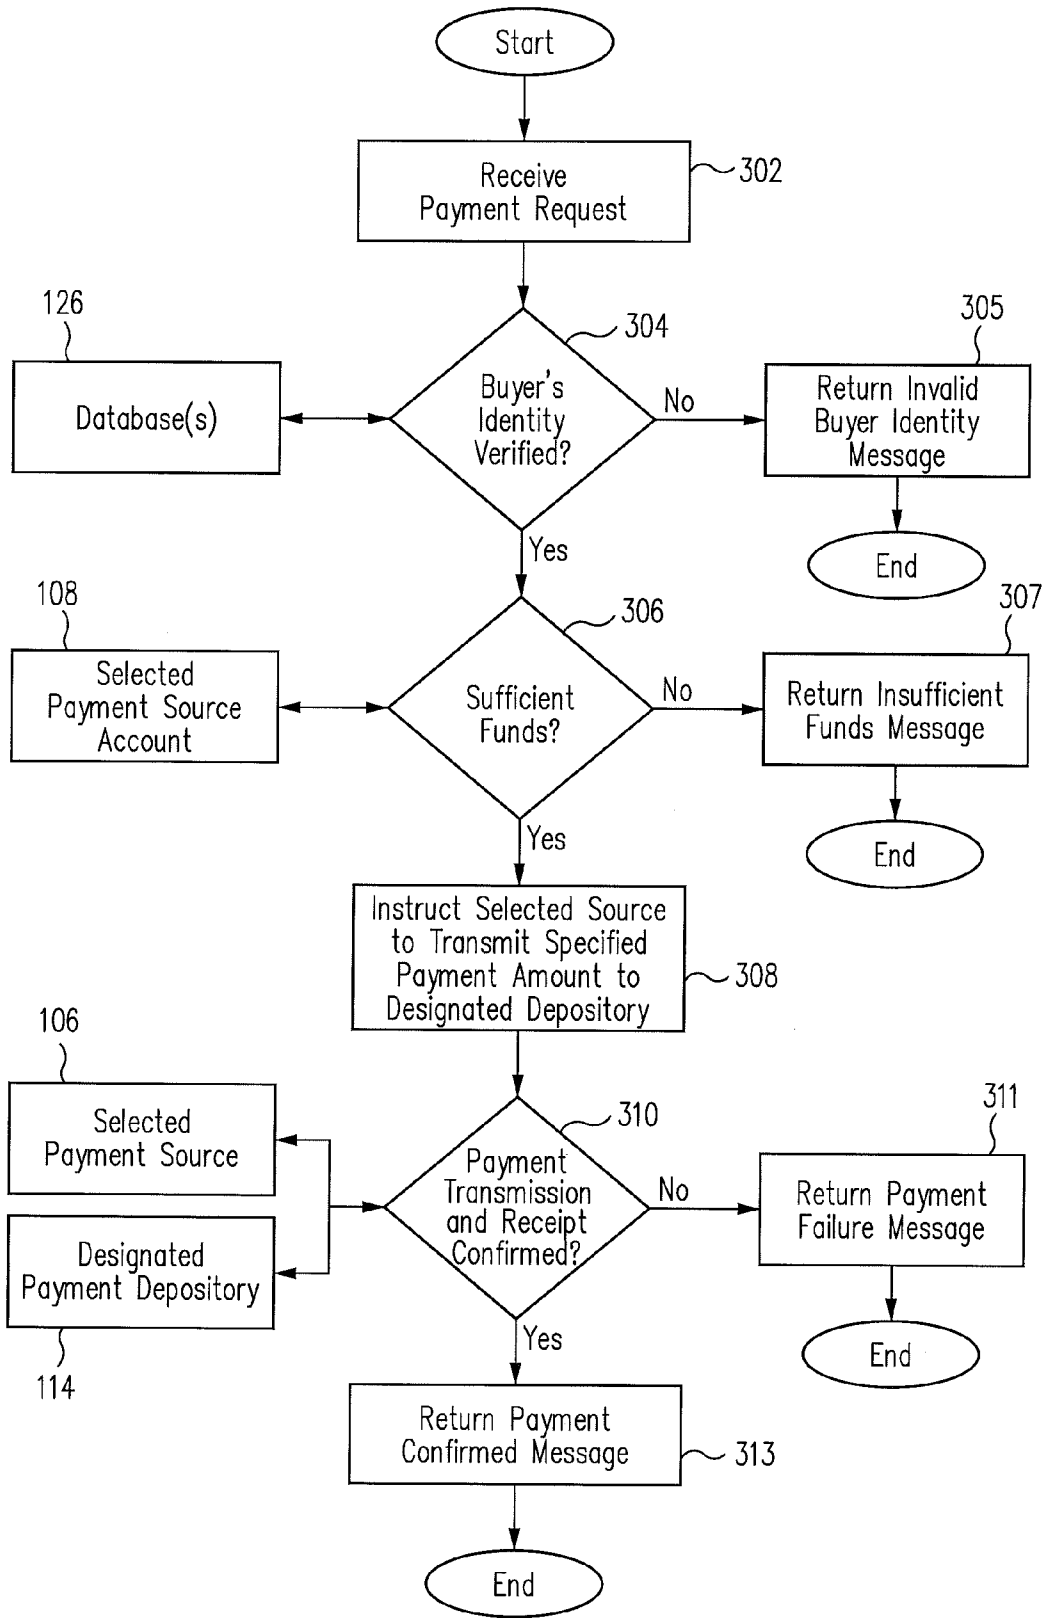 Start
Receive
Payment Request
302
126
Database(s)
304
Buyer's
Identity
Verified?
No
305
Return Invalid
Buyer Identity
Message
End
Yes
108
Selected
Payment Source
Account
306
Sufficient
Funds?
No
307
Return Insufficient
Funds Message
End
Yes
Instruct Selected Source
to Transmit Specified
Payment Amount to
Designated Depository
308
106
Selected
Payment Source
Designated
Payment Depository
114
310
Payment
Transmission
and Receipt
Confirmed?
No
311
Return Payment
Failure Message
End
Yes
Return Payment
Confirmed Message
313
End